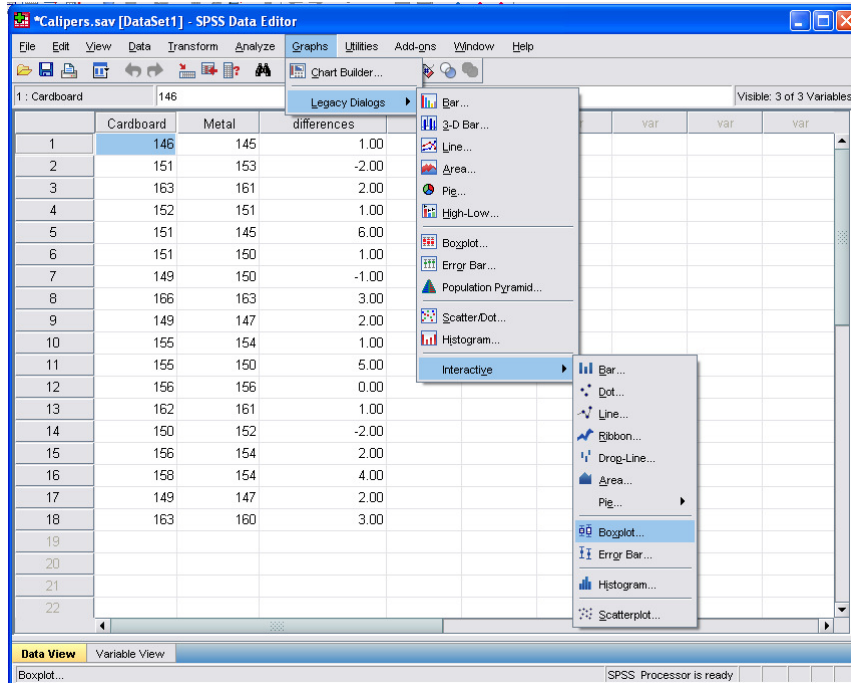 *Calipers.sav [DataSet1] - SPSS Data Editor
File Edit View Data Transform Analyze Graphs Utilities Add-ons Window Help
Chart Builder...
1 : Cardboard 146 Legacy Dialogs Visible: 3 of 3 Variables
Cardboard Metal differences var var var
1 146 145 1.00
2 151 153 -2.00
3 163 161 2.00
4 152 151 1.00
5 151 145 6.00
6 151 150 1.00
7 149 150 -1.00
8 166 163 3.00
9 149 147 2.00
10 155 154 1.00
11 155 150 5.00
12 156 156 0.00
13 162 161 1.00
14 150 152 -2.00
15 156 154 2.00
16 158 154 4.00
17 149 147 2.00
18 163 160 3.00
19
20
21
22
Bar...
3-D Bar...
Line...
Area...
Pie...
High-Low...
Boxplot...
Error Bar...
Population Pyramid...
Scatter/Dot...
Histogram...
Interactive
Bar...
Dot...
Line...
Ribbon...
Drop-Line...
Area...
Pie...
Boxplot...
Error Bar...
Histogram...
Scatterplot...
Data View Variable View
Boxplot... SPSS Processor is ready